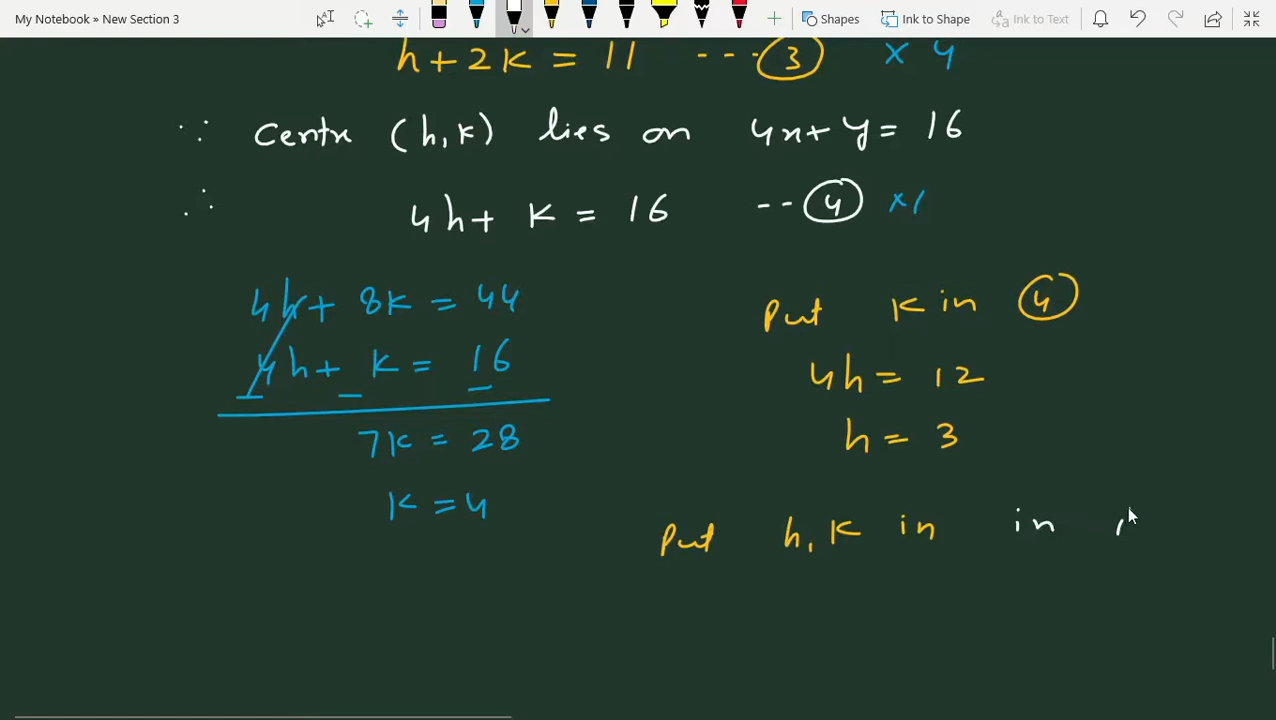 My Notebook » New Section 3
Shapes
Ink to Shape
Ink to Text
h + 2k = 11 --- ③ × 4
∵ Centre (h, k) lies on 4x + y = 16
∴ 4h + k = 16 -- ④ ×1
4h + 8k = 44
4h + k = 16
7k = 28
k = 4
Put k in ④
4h = 12
h = 3
Put h, k in in